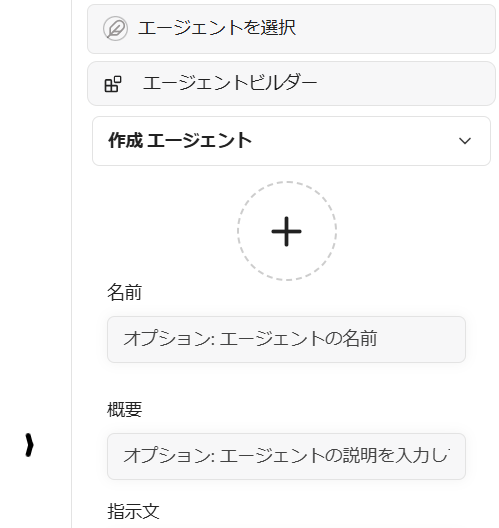 エージェントを選択
エージェントビルダー
作成 エージェント
名前
オプション: エージェントの名前
概要
オプション: エージェントの説明を入力し
指示文